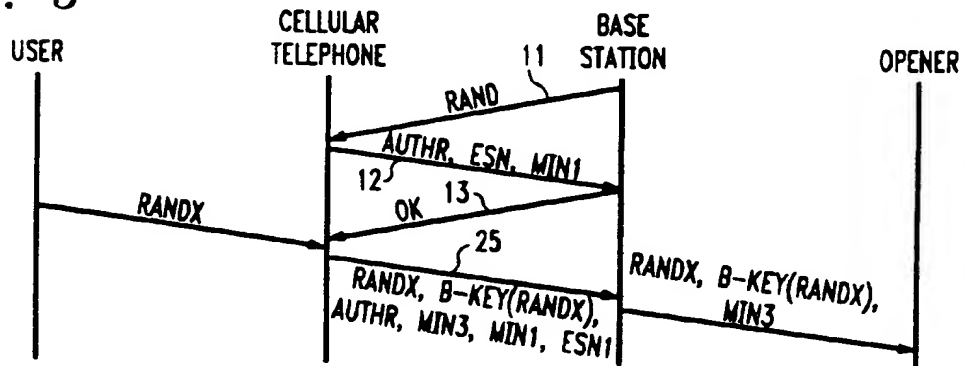 USER
CELLULAR
TELEPHONE
BASE
STATION
OPENER
11
RAND
AUTHR, ESN, MIN1
12
13
OK
RANDX
25
RANDX, B-KEY(RANDX),
AUTHR, MIN3, MIN1, ESN1
RANDX, B-KEY(RANDX),
MIN3